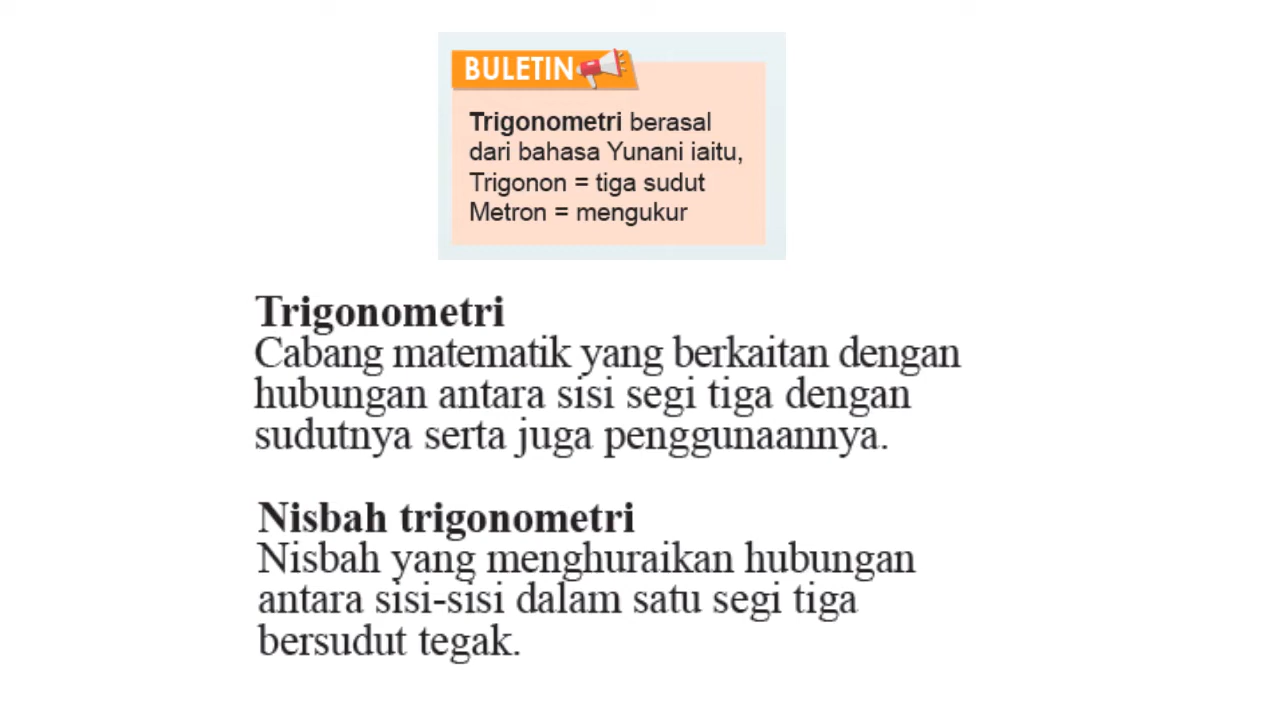 BULETIN
Trigonometri berasal
dari bahasa Yunani iaitu,
Trigonon = tiga sudut
Metron = mengukur
Trigonometri
Cabang matematik yang berkaitan dengan
hubungan antara sisi segi tiga dengan
sudutnya serta juga penggunaannya.
Nisbah trigonometri
Nisbah yang menghuraikan hubungan
antara sisi-sisi dalam satu segi tiga
bersudut tegak.